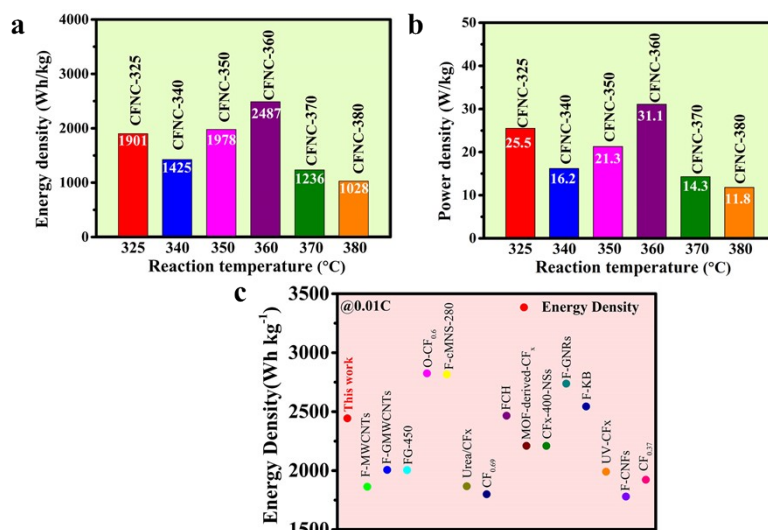 a
Energy density (Wh/kg)
4000
3000
2000
1000
0
CFNC-325
CFNC-340
CFNC-350
CFNC-360
CFNC-370
CFNC-380
1901
1425
1978
2487
1236
1028
325 340 350 360 370 380
Reaction temperature (°C)
b
Power density (W/kg)
50
40
30
20
10
0
CFNC-325
CFNC-340
CFNC-350
CFNC-360
CFNC-370
CFNC-380
25.5
16.2
21.3
31.1
14.3
11.8
325 340 350 360 370 380
Reaction temperature (°C)
c
Energy Density(Wh kg⁻¹)
3500
3000
2500
2000
1500
@0.01C
Energy Density
This work
F-MWCNTs
F-GMWCNTs
FG-450
O-CF₀.₆
F-cMNS-280
Urea/CFx
CF₀.₆₉
FCH
MOF-derived-CFₓ
CFx-400-NSs
F-GNRs
F-KB
UV-CFx
F-CNFs
CF₀.₃₇